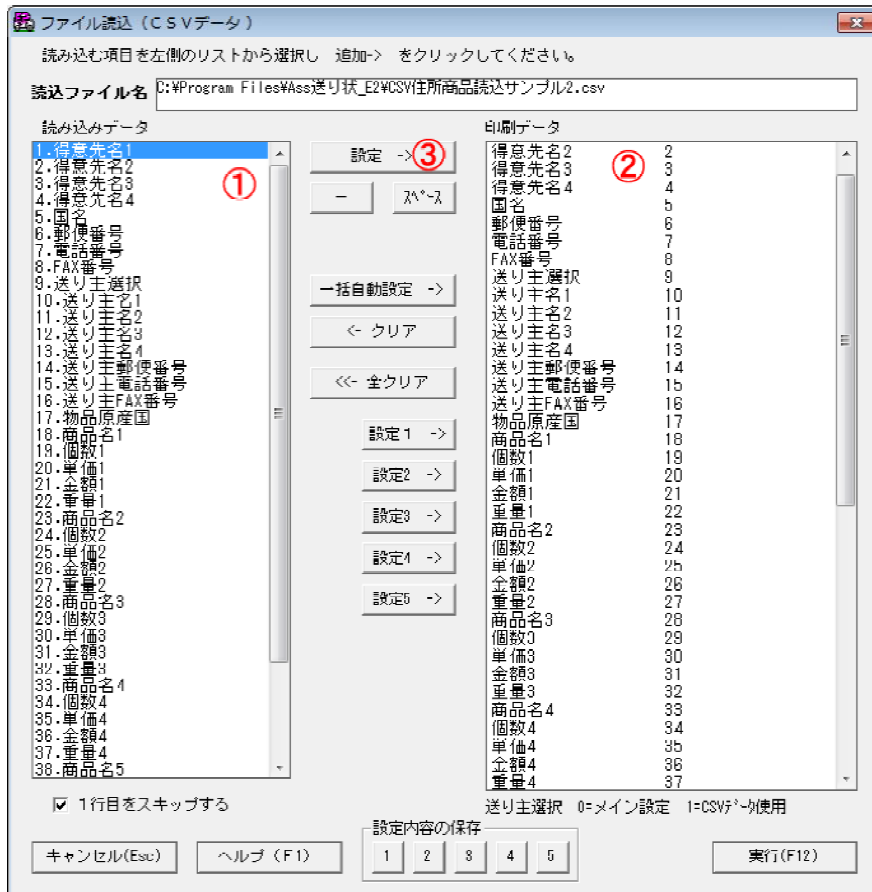 ファイル読込（ＣＳＶデータ）
読み込む項目を左側のリストから選択し　追加-> をクリックしてください。
読込ファイル名 C:¥Program Files¥Ass送り状_E2¥CSV住所商品読込サンプル2.csv
読み込みデータ
1.得意先名1
2.得意先名2
3.得意先名3
4.得意先名4
5.国名
6.郵便番号
7.電話番号
8.FAX番号
9.送り主選択
10.送り主名1
11.送り主名2
12.送り主名3
13.送り主名4
14.送り主郵便番号
15.送り主電話番号
16.送り主FAX番号
17.物品原産国
18.商品名1
19.個数1
20.単価1
21.金額1
22.重量1
23.商品名2
24.個数2
25.単価2
26.金額2
27.重量2
28.商品名3
29.個数3
30.単価3
31.金額3
32.重量3
33.商品名4
34.個数4
35.単価4
36.金額4
37.重量4
38.商品名5
①
設定 ->
③
－
ｽﾍﾟｰｽ
一括自動設定 ->
<- クリア
<<- 全クリア
設定１ ->
設定2 ->
設定3 ->
設定4 ->
設定5 ->
印刷データ
②
得意先名2 2
得意先名3 3
得意先名4 4
国名 5
郵便番号 6
電話番号 7
FAX番号 8
送り主選択 9
送り主名1 10
送り主名2 11
送り主名3 12
送り主名4 13
送り主郵便番号 14
送り主電話番号 15
送り主FAX番号 16
物品原産国 17
商品名1 18
個数1 19
単価1 20
金額1 21
重量1 22
商品名2 23
個数2 24
単価2 25
金額2 26
重量2 27
商品名3 28
個数3 29
単価3 30
金額3 31
重量3 32
商品名4 33
個数4 34
単価4 35
金額4 36
重量4 37
１行目をスキップする
送り主選択 0=メイン設定 1=CSVﾃﾞｰﾀ使用
設定内容の保存
キャンセル(Esc)
ヘルプ（F1）
1 2 3 4 5
実行(F12)